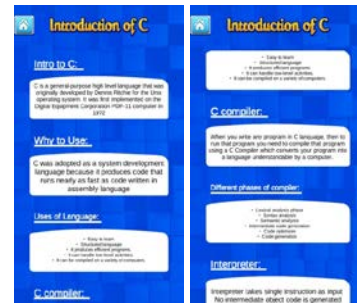 Introduction of C
Intro to C:
C is a general-purpose high level language that was
originally developed by Dennis Ritchie for the Unix
operating system. It was first implemented on the
Digital Equipment Corporation PDP-11 computer in
1972
Why to Use:
C was adopted as a system development
language because it produces code that
runs nearly as fast as code written in
assembly language
Uses of Language:
• Easy to learn
• Structured language
• It produces efficient programs.
• It can handle low-level activities.
• It can be compiled on a variety of computers.
C compiler:
Introduction of C
• Easy to learn
• Structured language
• It produces efficient programs.
• It can handle low-level activities.
• It can be compiled on a variety of computers.
C compiler:
When you write any program in C language, then to
run that program you need to compile that program
using a C Compiler which converts your program into
a language understandable by a computer.
Different phases of compiler:
• Lexical analysis phase
• Syntax analysis
• Semantic analysis
• Intermediate code generation
• Code optimizer
• Code generation
Interpreter:
Interpreter takes single instruction as input
No intermediate object code is generated